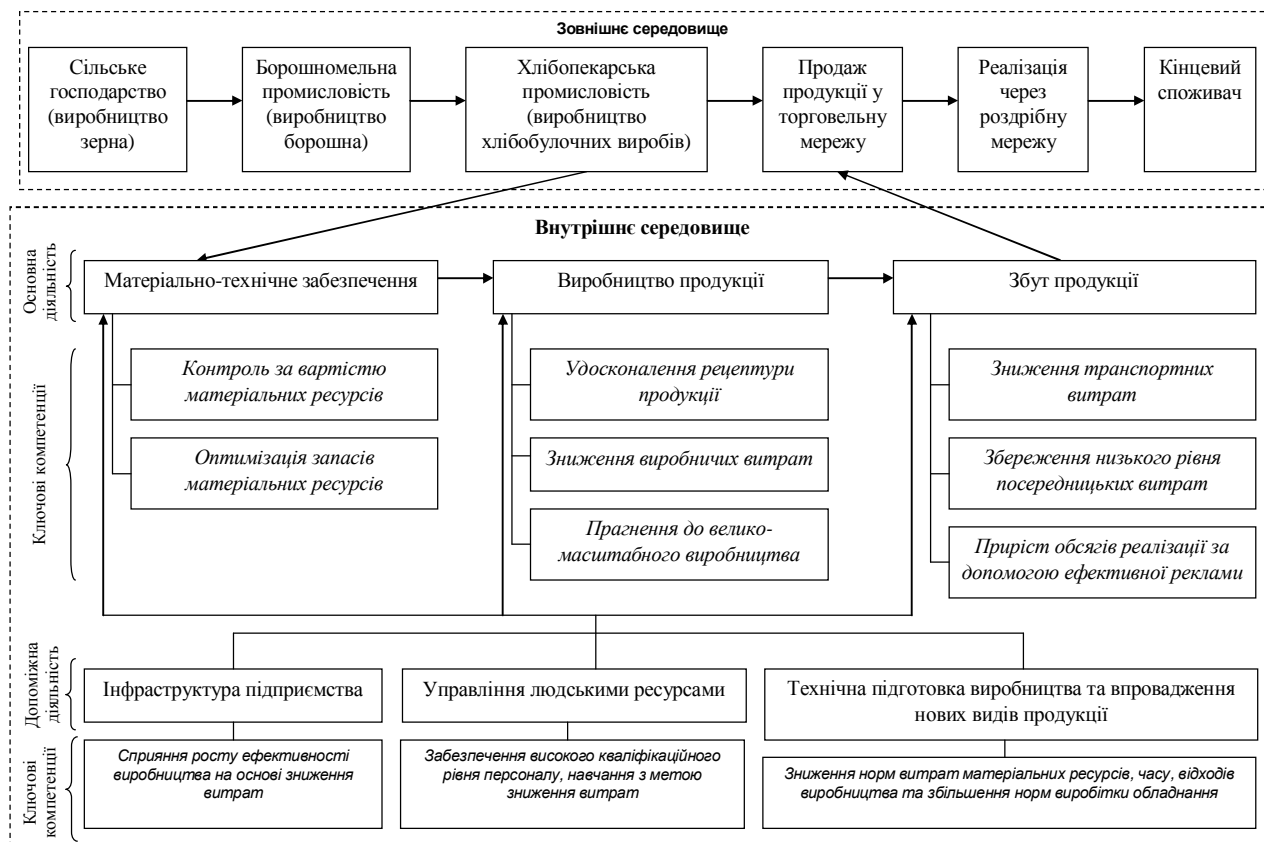 Зовнішнє середовище
Сільське
господарство
(виробництво
зерна)
Борошномельна
промисловість
(виробництво
борошна)
Хлібопекарська
промисловість
(виробництво
хлібобулочних виробів)
Продаж
продукції у
торговельну
мережу
Реалізація
через
роздрібну
мережу
Кінцевий
споживач
Внутрішнє середовище
Основна
діяльність
Матеріально-технічне забезпечення
Виробництво продукції
Збут продукції
Ключові компетенції
Контроль за вартістю
матеріальних ресурсів
Оптимізація запасів
матеріальних ресурсів
Удосконалення рецептури
продукції
Зниження виробничих витрат
Прагнення до велико-
масштабного виробництва
Зниження транспортних
витрат
Збереження низького рівня
посередницьких витрат
Приріст обсягів реалізації за
допомогою ефективної реклами
Допоміжна
діяльність
Інфраструктура підприємства
Управління людськими ресурсами
Технічна підготовка виробництва та впровадження
нових видів продукції
Ключові
компетенції
Сприяння росту ефективності
виробництва на основі зниження
витрат
Забезпечення високого кваліфікаційного
рівня персоналу, навчання з метою
зниження витрат
Зниження норм витрат матеріальних ресурсів, часу, відходів
виробництва та збільшення норм виробітки обладнання